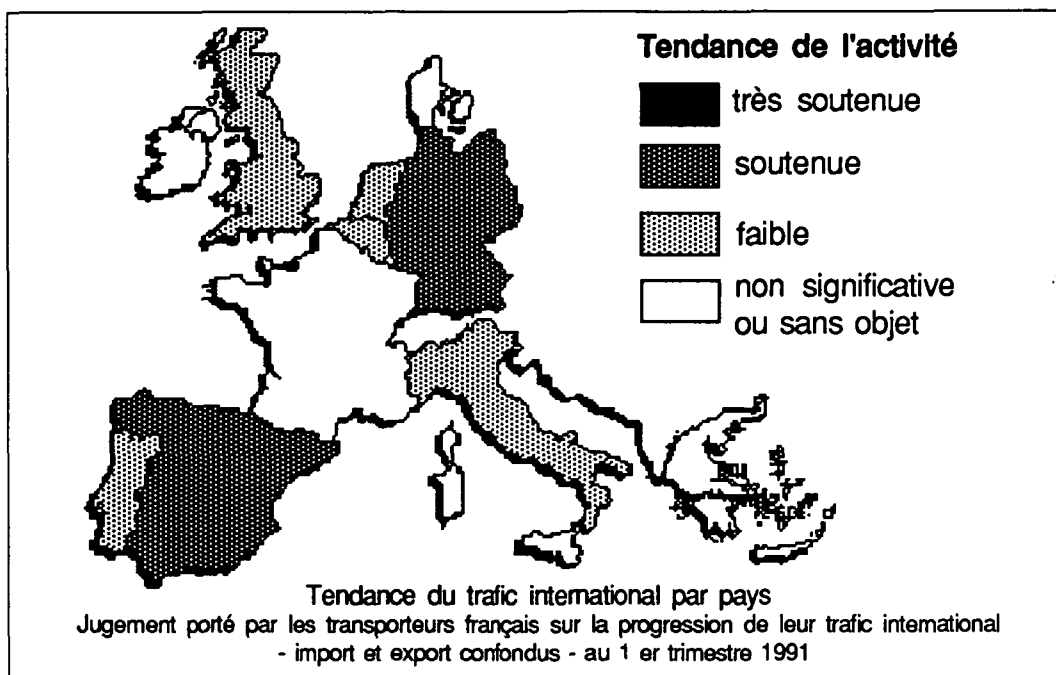 Tendance de l'activité
très soutenue
soutenue
faible
non significative
ou sans objet
Tendance du trafic international par pays
Jugement porté par les transporteurs français sur la progression de leur trafic international
- import et export confondus - au 1 er trimestre 1991